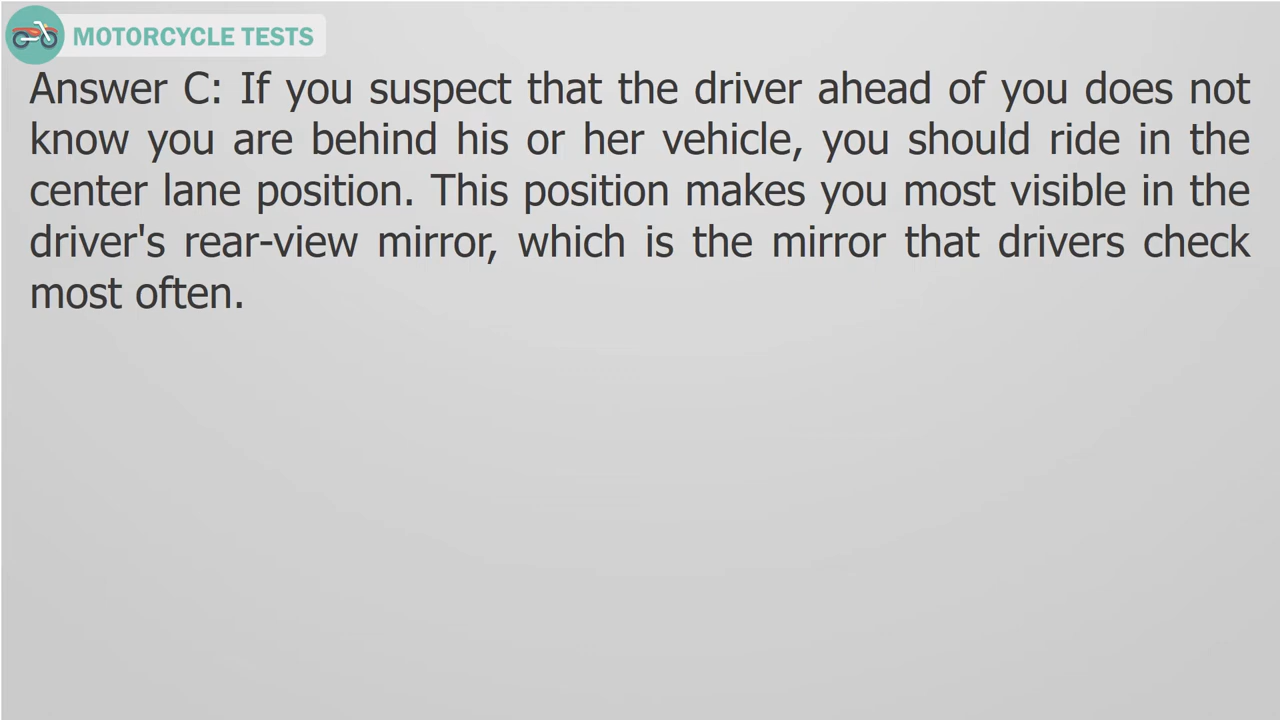 MOTORCYCLE TESTS
Answer C: If you suspect that the driver ahead of you does not
know you are behind his or her vehicle, you should ride in the
center lane position. This position makes you most visible in the
driver's rear-view mirror, which is the mirror that drivers check
most often.